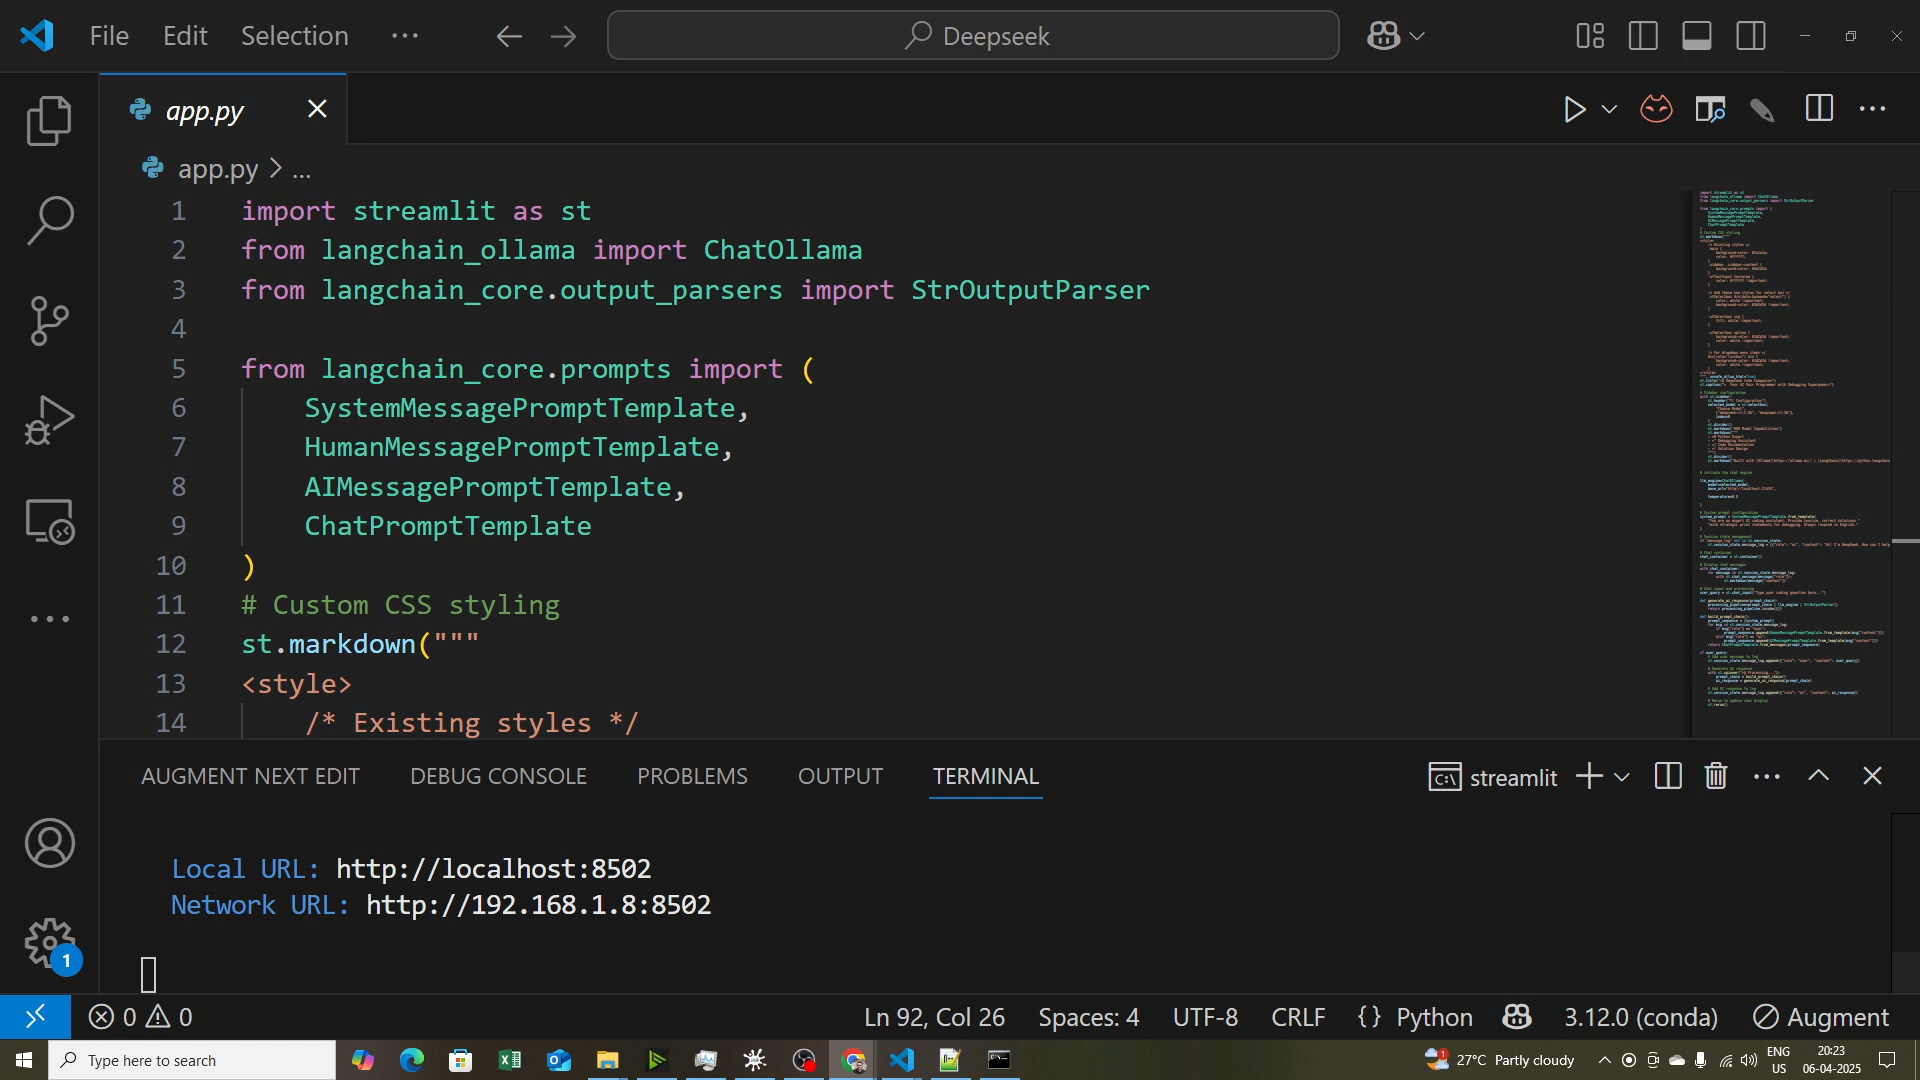 File Edit Selection ... Deepseek
app.py
app.py > ...
1 import streamlit as st
2 from langchain_ollama import ChatOllama
3 from langchain_core.output_parsers import StrOutputParser
4
5 from langchain_core.prompts import (
6 SystemMessagePromptTemplate,
7 HumanMessagePromptTemplate,
8 AIMessagePromptTemplate,
9 ChatPromptTemplate
10 )
11 # Custom CSS styling
12 st.markdown("""
13 <style>
14 /* Existing styles */
AUGMENT NEXT EDIT DEBUG CONSOLE PROBLEMS OUTPUT TERMINAL streamlit
Local URL: http://localhost:8502
Network URL: http://192.168.1.8:8502
1
0 0 Ln 92, Col 26 Spaces: 4 UTF-8 CRLF {} Python 3.12.0 (conda) Augment
Type here to search 1 27°C Partly cloudy ENG 20:23
US 06-04-2025